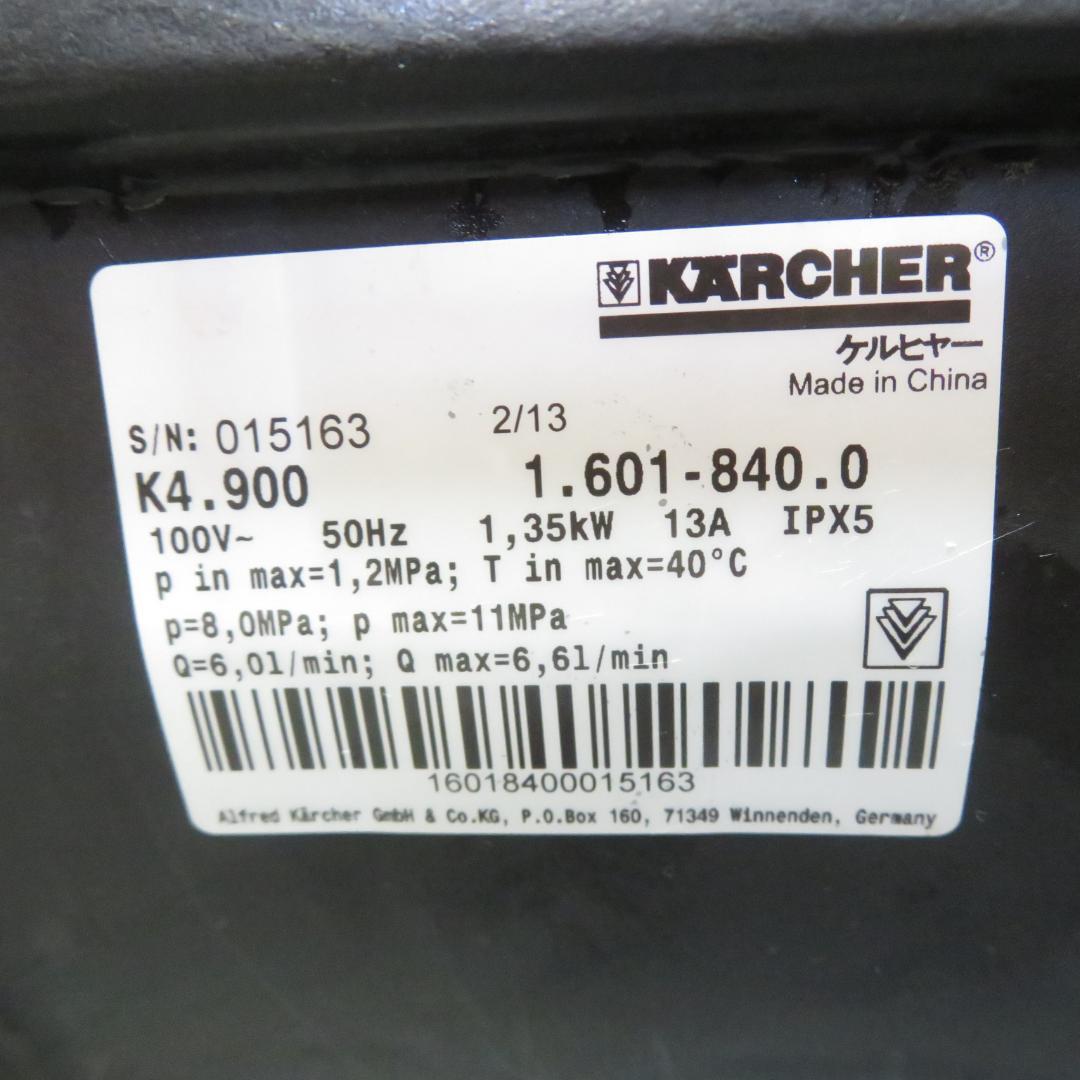 KÄRCHER®
ケルヒャー
Made in China
S/N: 015163 2/13
K4.900 1.601-840.0
100V~ 50Hz 1,35kW 13A IPX5
p in max=1,2MPa; T in max=40°C
p=8,0MPa; p max=11MPa
Q=6,0l/min; Q max=6,6l/min
16018400015163
Alfred Kärcher GmbH & Co.KG, P.O.Box 160, 71349 Winnenden, Germany